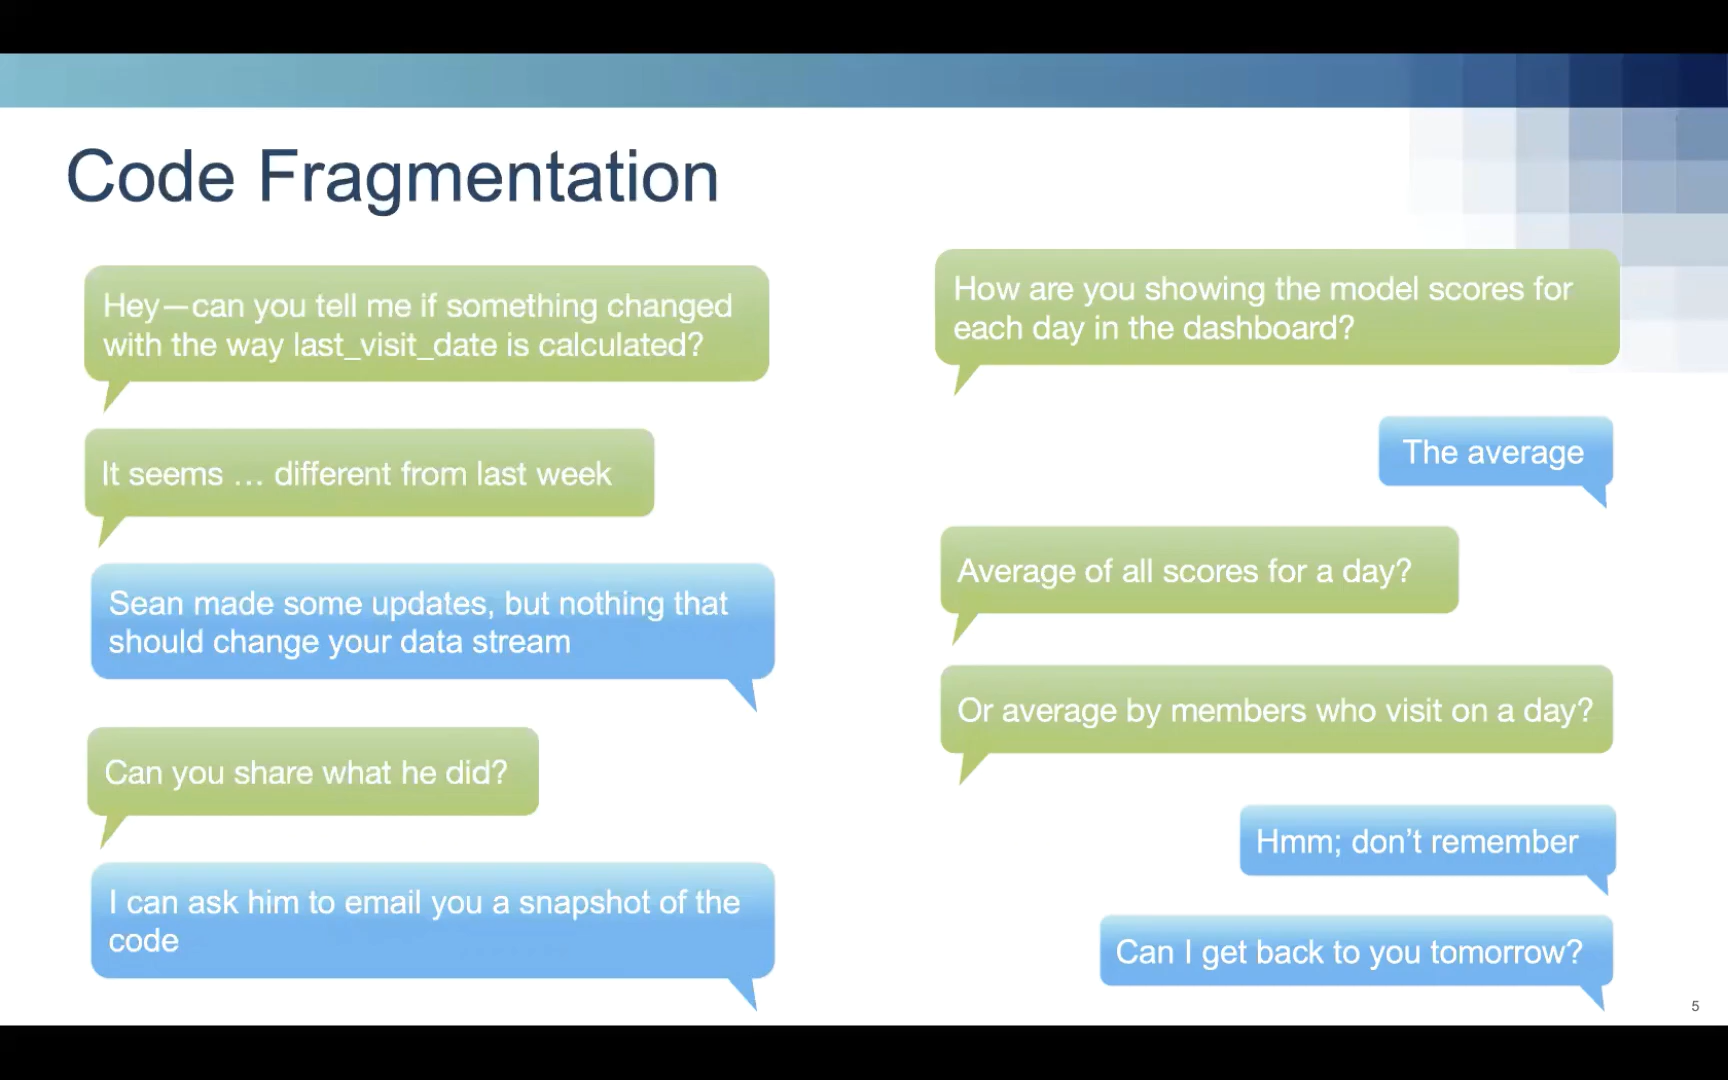 Code Fragmentation
Hey—can you tell me if something changed
with the way last_visit_date is calculated?
It seems … different from last week
Sean made some updates, but nothing that
should change your data stream
Can you share what he did?
I can ask him to email you a snapshot of the
code
How are you showing the model scores for
each day in the dashboard?
The average
Average of all scores for a day?
Or average by members who visit on a day?
Hmm; don’t remember
Can I get back to you tomorrow?
5